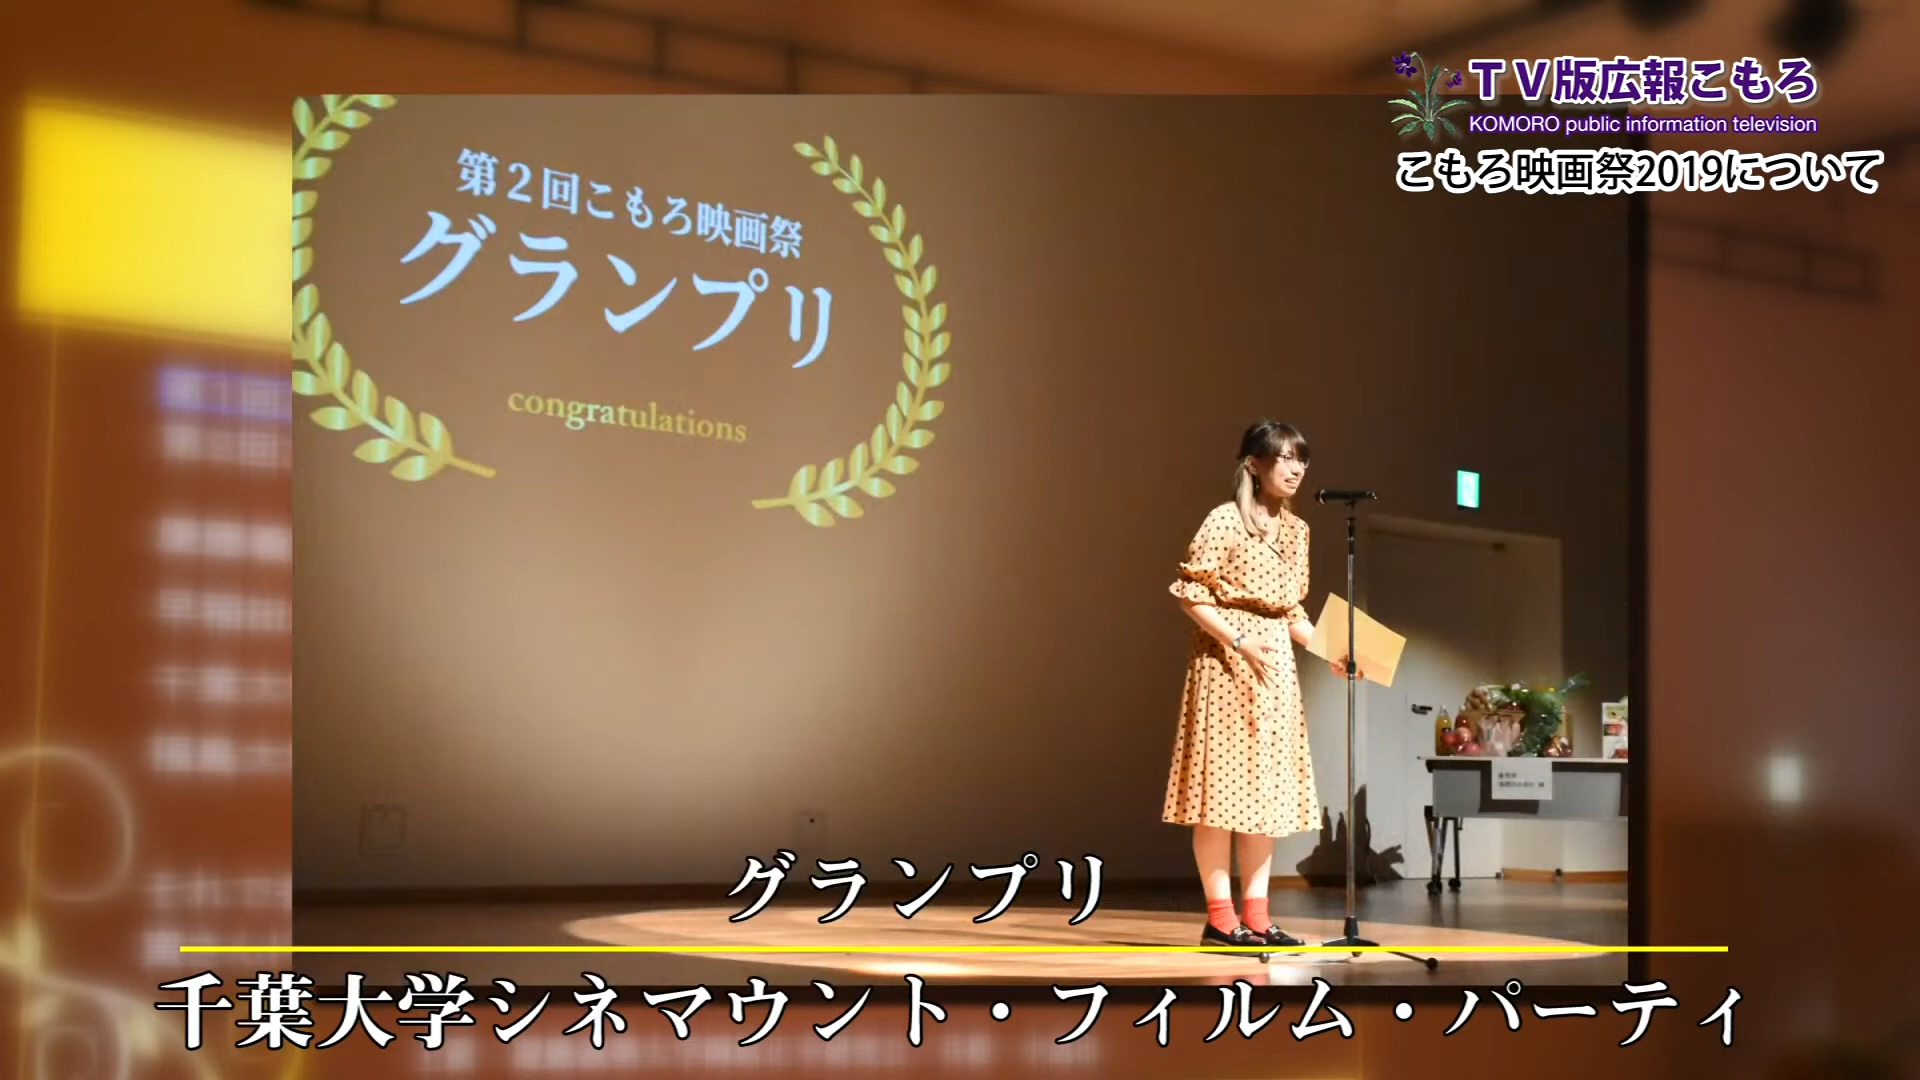 TV版広報こもろ
KOMORO public information television
こもろ映画祭2019について
第2回こもろ映画祭
グランプリ
congratulations
グランプリ
千葉大学シネマウント・フィルム・パーティ